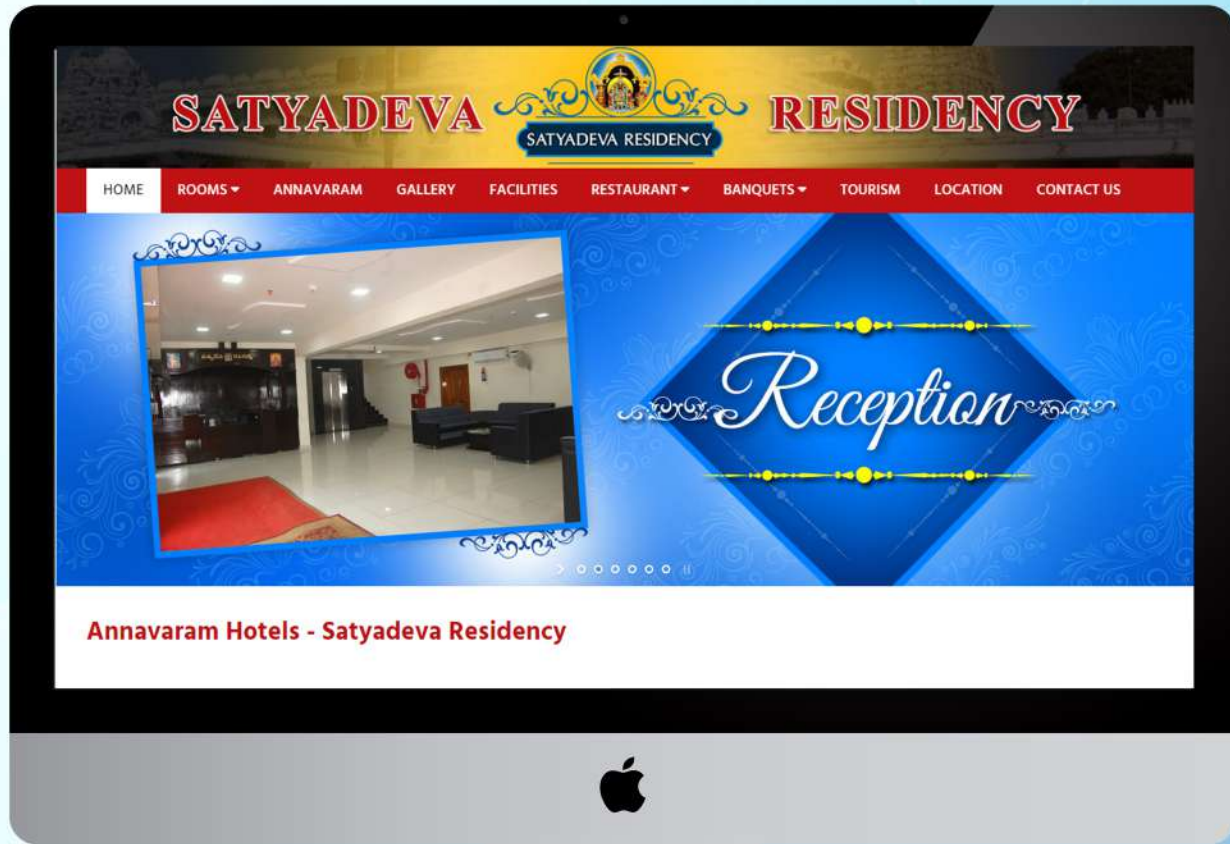 SATYADEVA RESIDENCY
SATYADEVA RESIDENCY
HOME ROOMS ANNAVARAM GALLERY FACILITIES RESTAURANT BANQUETS TOURISM LOCATION CONTACT US
Reception
Annavaram Hotels - Satyadeva Residency